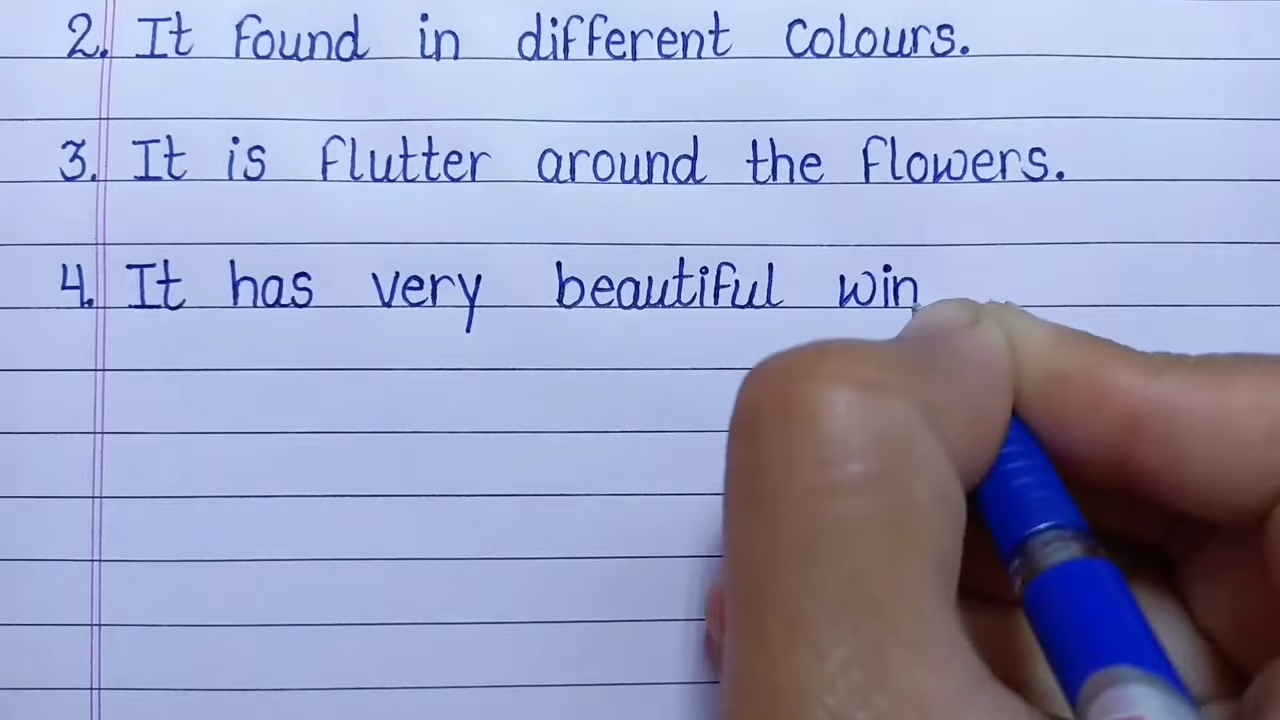 2. It found in different colours.
3. It is flutter around the flowers.
4. It has very beautiful win